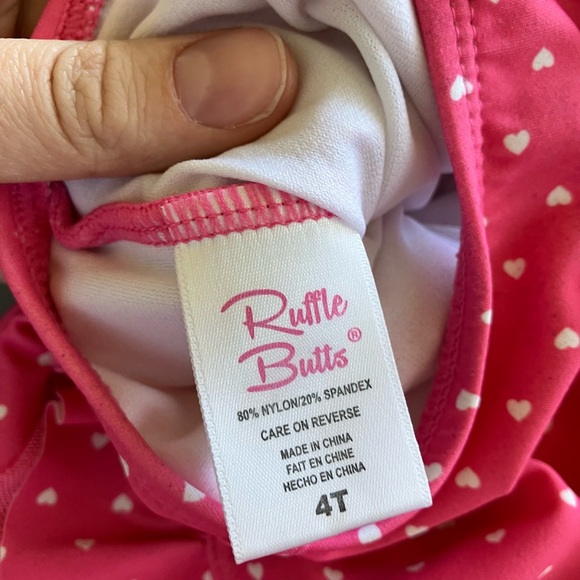 Ruffle
Butts®
80% NYLON/20% SPANDEX
CARE ON REVERSE
MADE IN CHINA
FAIT EN CHINE
HECHO EN CHINA
4T